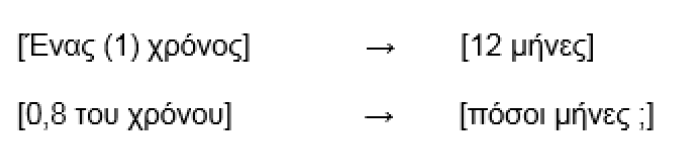 [Ένας (1) χρόνος] → [12 μήνες]
[0,8 του χρόνου] → [πόσοι μήνες ;]